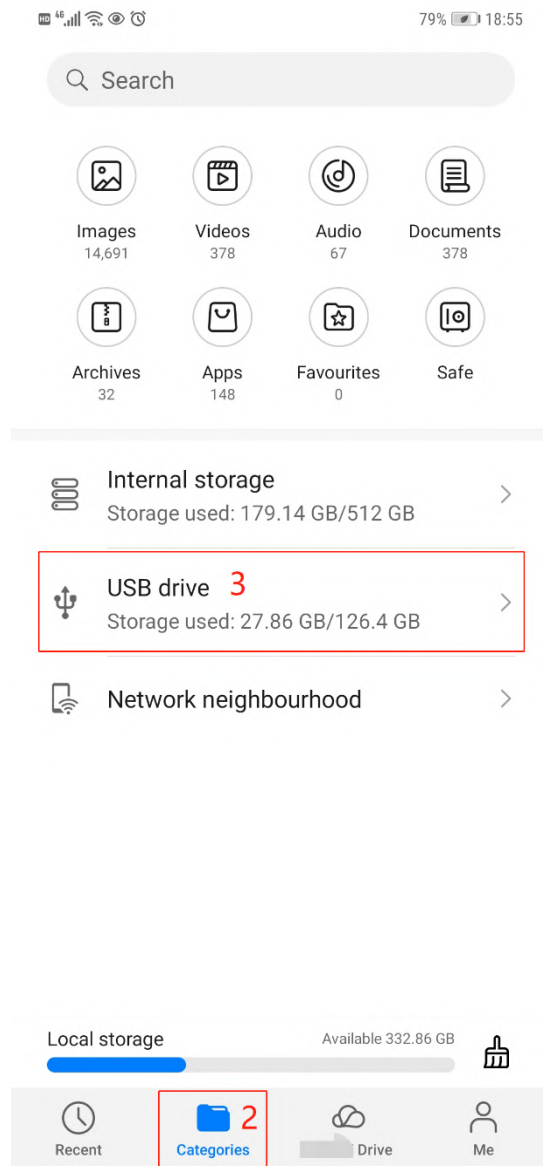 HD 46 79% 18:55
Search
Images Videos Audio Documents
14,691 378 67 378
Archives Apps Favourites Safe
32 148 0
Internal storage
Storage used: 179.14 GB/512 GB
USB drive 3
Storage used: 27.86 GB/126.4 GB
Network neighbourhood
Local storage Available 332.86 GB
2
Recent Categories Drive Me